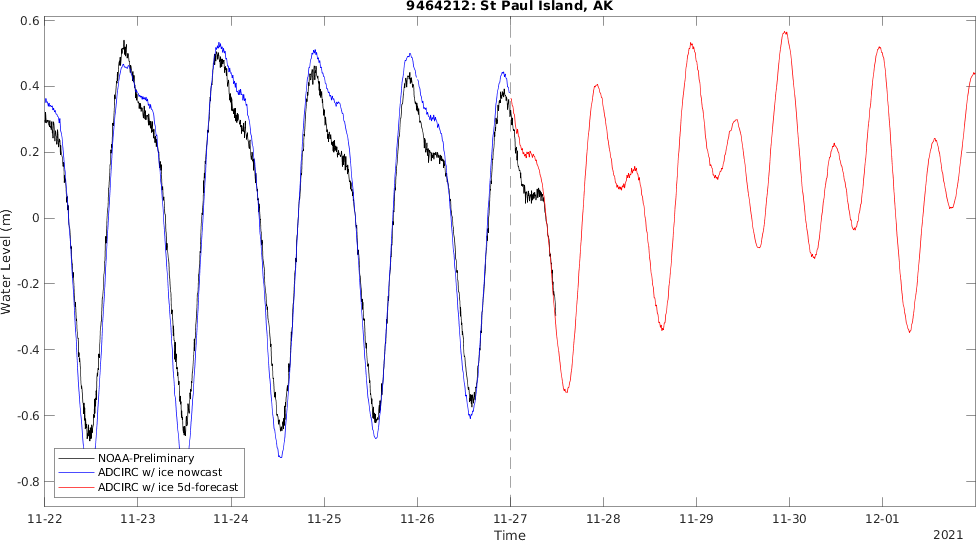 9464212: St Paul Island, AK
0.6
0.4
0.2
0
-0.2
-0.4
-0.6
-0.8
Water Level (m)
NOAA-Preliminary
ADCIRC w/ ice nowcast
ADCIRC w/ ice 5d-forecast
11-22 11-23 11-24 11-25 11-26 11-27 11-28 11-29 11-30 12-01
Time
2021